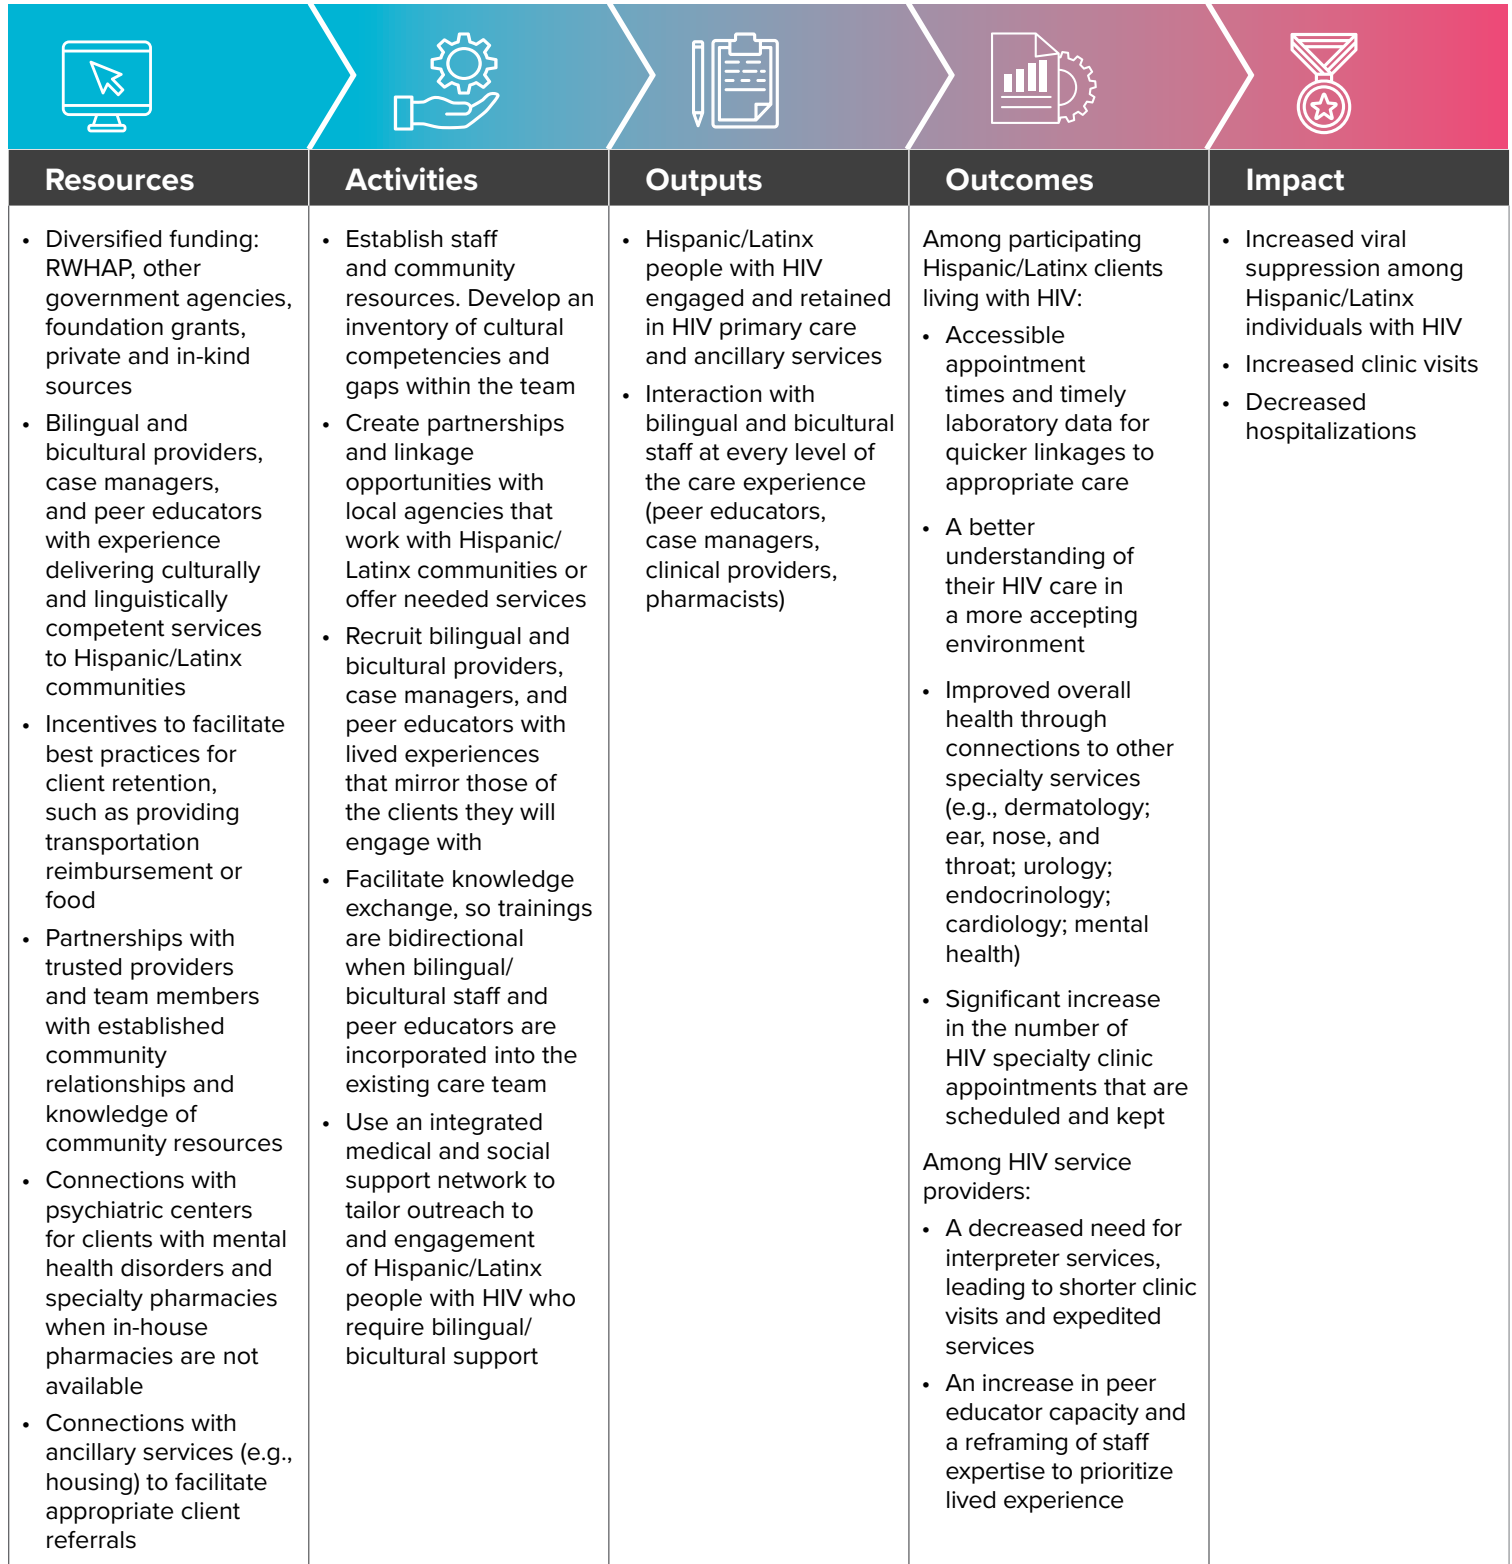 Resources
Activities
Outputs
Outcomes
Impact
• Diversified funding:
RWHAP, other
government agencies,
foundation grants,
private and in-kind
sources
• Bilingual and
bicultural providers,
case managers,
and peer educators
with experience
delivering culturally
and linguistically
competent services
to Hispanic/Latinx
communities
• Incentives to facilitate
best practices for
client retention,
such as providing
transportation
reimbursement or
food
• Partnerships with
trusted providers
and team members
with established
community
relationships and
knowledge of
community resources
• Connections with
psychiatric centers
for clients with mental
health disorders and
specialty pharmacies
when in-house
pharmacies are not
available
• Connections with
ancillary services (e.g.,
housing) to facilitate
appropriate client
referrals
• Establish staff
and community
resources. Develop an
inventory of cultural
competencies and
gaps within the team
• Create partnerships
and linkage
opportunities with
local agencies that
work with Hispanic/
Latinx communities or
offer needed services
• Recruit bilingual and
bicultural providers,
case managers, and
peer educators with
lived experiences
that mirror those of
the clients they will
engage with
• Facilitate knowledge
exchange, so trainings
are bidirectional
when bilingual/
bicultural staff and
peer educators are
incorporated into the
existing care team
• Use an integrated
medical and social
support network to
tailor outreach to
and engagement
of Hispanic/Latinx
people with HIV who
require bilingual/
bicultural support
• Hispanic/Latinx
people with HIV
engaged and retained
in HIV primary care
and ancillary services
• Interaction with
bilingual and bicultural
staff at every level of
the care experience
(peer educators,
case managers,
clinical providers,
pharmacists)
Among participating
Hispanic/Latinx clients
living with HIV:
• Accessible
appointment
times and timely
laboratory data for
quicker linkages to
appropriate care
• A better
understanding of
their HIV care in
a more accepting
environment
• Improved overall
health through
connections to other
specialty services
(e.g., dermatology;
ear, nose, and
throat; urology;
endocrinology;
cardiology; mental
health)
• Significant increase
in the number of
HIV specialty clinic
appointments that are
scheduled and kept
Among HIV service
providers:
• A decreased need for
interpreter services,
leading to shorter clinic
visits and expedited
services
• An increase in peer
educator capacity and
a reframing of staff
expertise to prioritize
lived experience
• Increased viral
suppression among
Hispanic/Latinx
individuals with HIV
• Increased clinic visits
• Decreased
hospitalizations